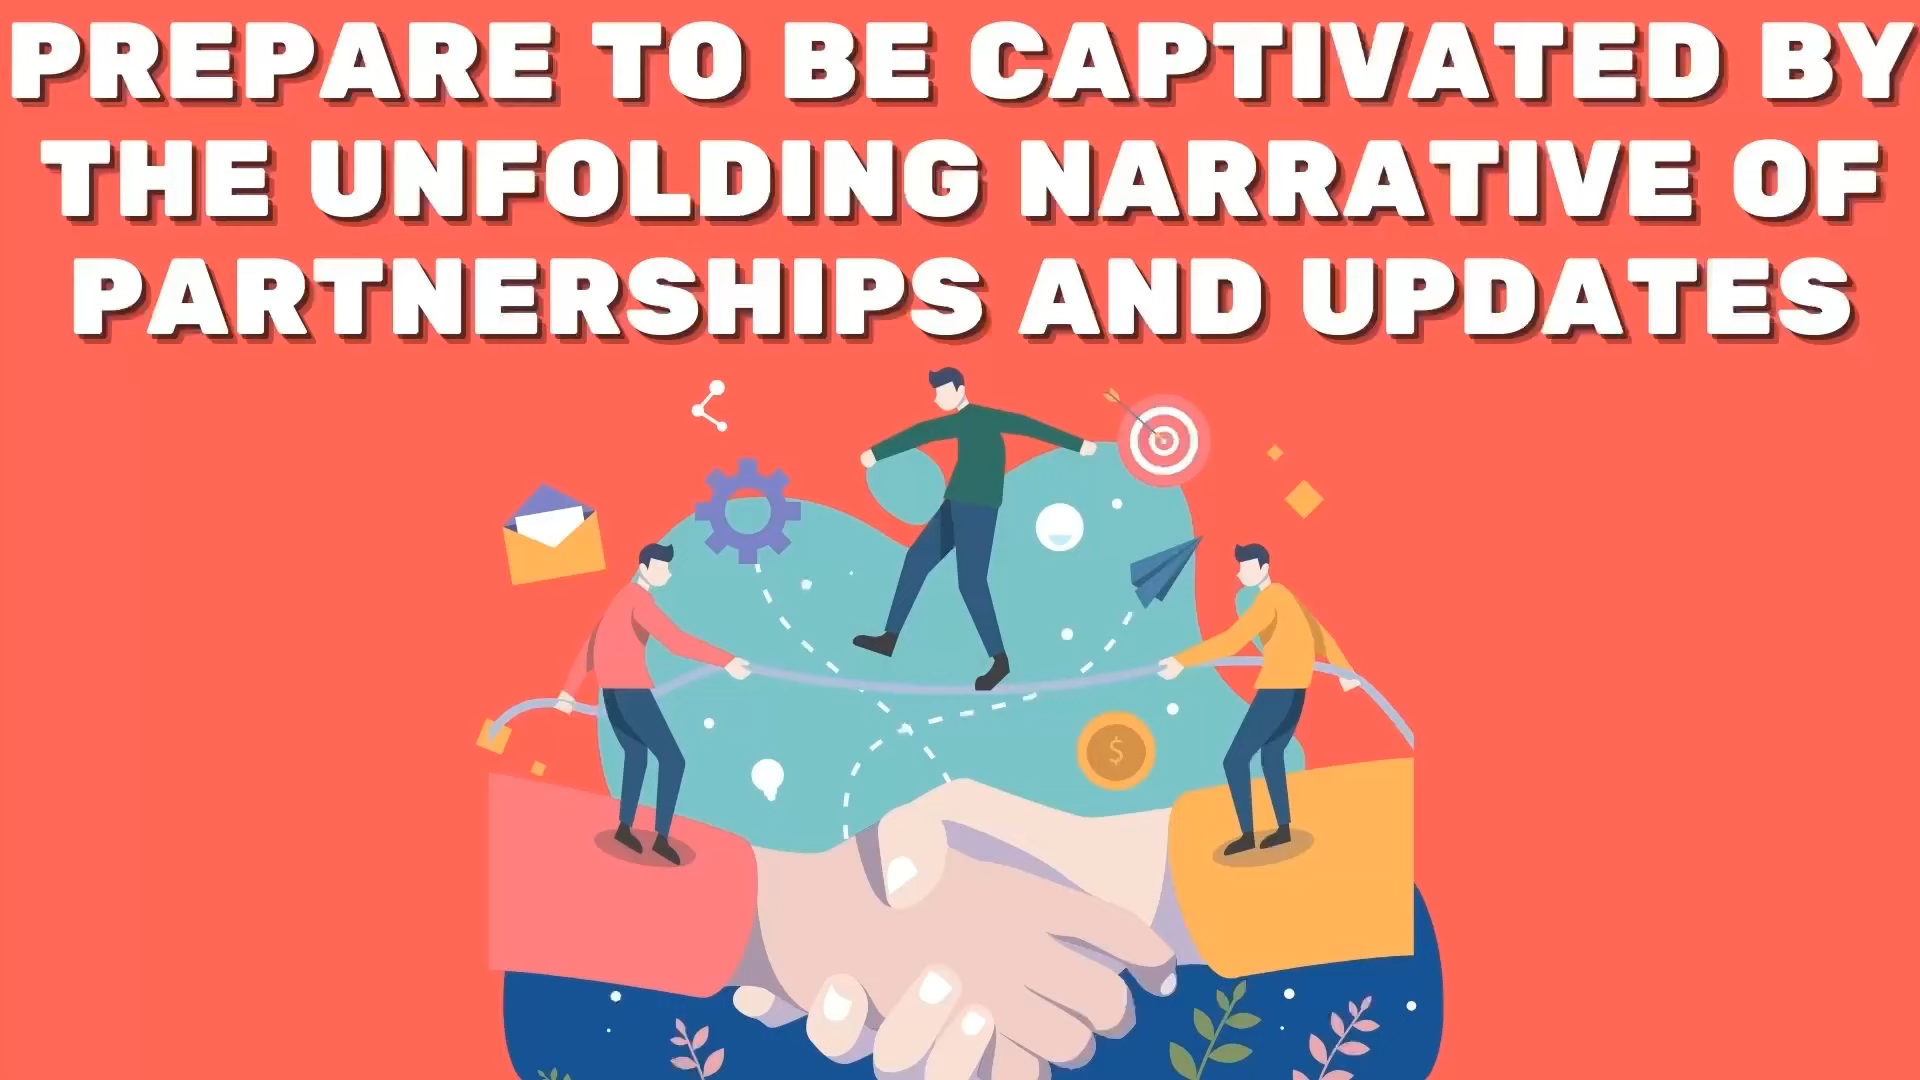 PREPARE TO BE CAPTIVATED BY
THE UNFOLDING NARRATIVE OF
PARTNERSHIPS AND UPDATES
$